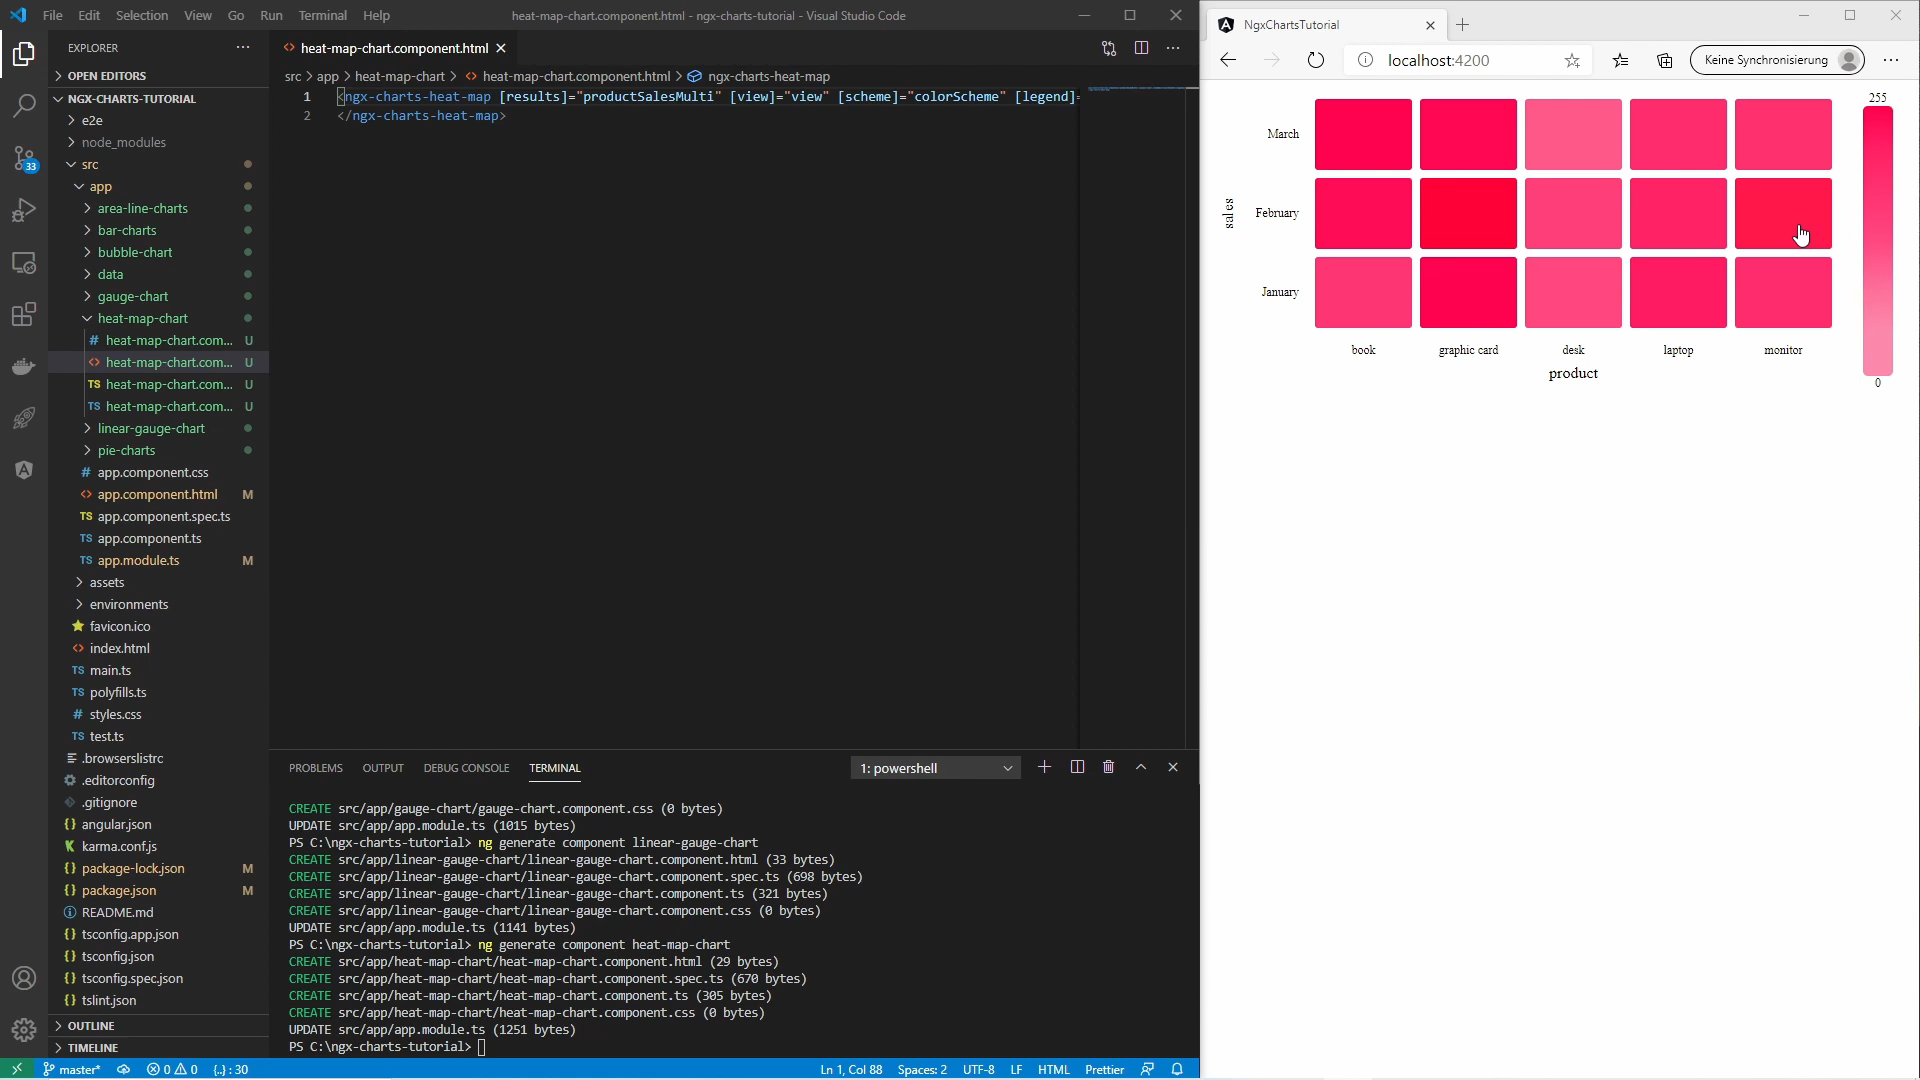 File Edit Selection View Go Run Terminal Help
heat-map-chart.component.html - ngx-charts-tutorial - Visual Studio Code
EXPLORER
OPEN EDITORS
NGX-CHARTS-TUTORIAL
e2e
node_modules
src
app
area-line-charts
bar-charts
bubble-chart
data
gauge-chart
heat-map-chart
heat-map-chart.com... U
heat-map-chart.com... U
heat-map-chart.com... U
heat-map-chart.com... U
linear-gauge-chart
pie-charts
app.component.css
app.component.html M
app.component.spec.ts
app.component.ts
app.module.ts M
assets
environments
favicon.ico
index.html
main.ts
polyfills.ts
styles.css
test.ts
.browserslistrc
.editorconfig
.gitignore
angular.json
karma.conf.js
package-lock.json M
package.json M
README.md
tsconfig.app.json
tsconfig.json
tsconfig.spec.json
tslint.json
OUTLINE
TIMELINE
33
heat-map-chart.component.html
src > app > heat-map-chart > heat-map-chart.component.html > ngx-charts-heat-map
1 <ngx-charts-heat-map [results]="productSalesMulti" [view]="view" [scheme]="colorScheme" [legend]=
2 </ngx-charts-heat-map>
PROBLEMS OUTPUT DEBUG CONSOLE TERMINAL
1: powershell
CREATE src/app/gauge-chart/gauge-chart.component.css (0 bytes)
UPDATE src/app/app.module.ts (1015 bytes)
PS C:\ngx-charts-tutorial> ng generate component linear-gauge-chart
CREATE src/app/linear-gauge-chart/linear-gauge-chart.component.html (33 bytes)
CREATE src/app/linear-gauge-chart/linear-gauge-chart.component.spec.ts (698 bytes)
CREATE src/app/linear-gauge-chart/linear-gauge-chart.component.ts (321 bytes)
CREATE src/app/linear-gauge-chart/linear-gauge-chart.component.css (0 bytes)
UPDATE src/app/app.module.ts (1141 bytes)
PS C:\ngx-charts-tutorial> ng generate component heat-map-chart
CREATE src/app/heat-map-chart/heat-map-chart.component.html (29 bytes)
CREATE src/app/heat-map-chart/heat-map-chart.component.spec.ts (670 bytes)
CREATE src/app/heat-map-chart/heat-map-chart.component.ts (305 bytes)
CREATE src/app/heat-map-chart/heat-map-chart.component.css (0 bytes)
UPDATE src/app/app.module.ts (1251 bytes)
PS C:\ngx-charts-tutorial>
master* 0 0 {..} : 30
Ln 1, Col 88 Spaces: 2 UTF-8 LF HTML Prettier
NgxChartsTutorial
localhost:4200
Keine Synchronisierung
255
March
February
January
sales
book graphic card desk laptop monitor
product
0